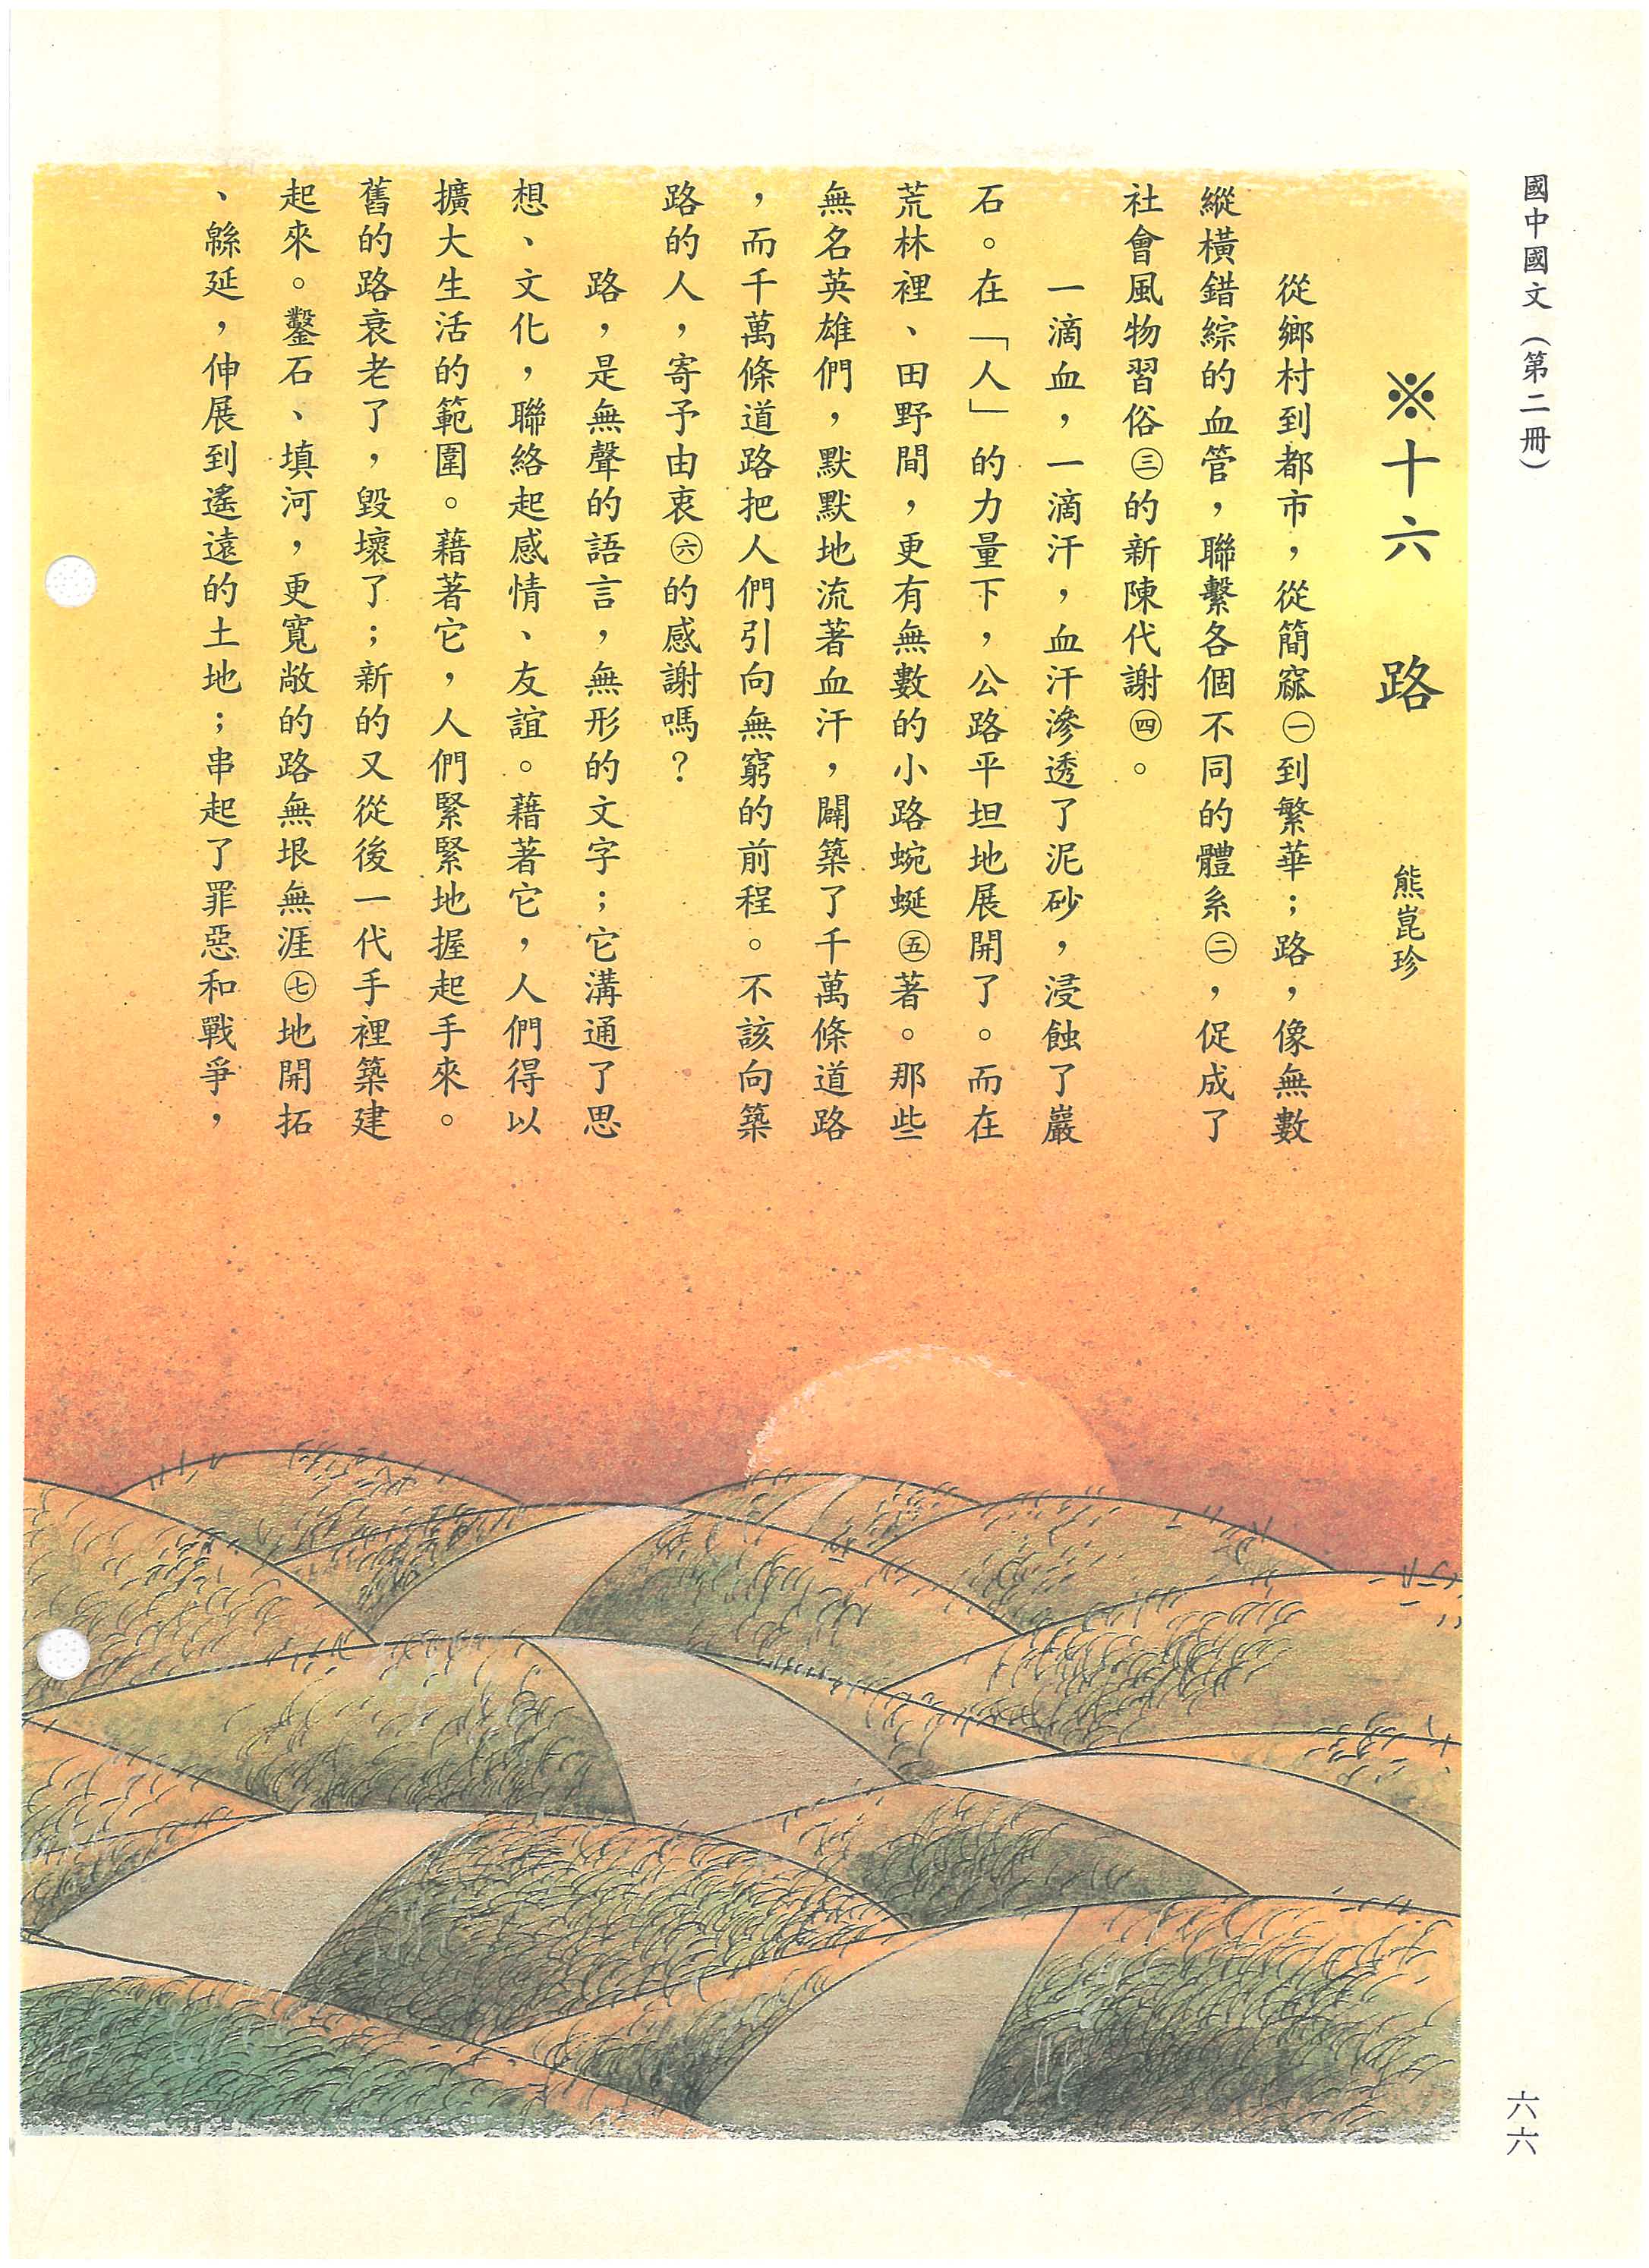 國中國文(第二冊)
六六
※十六 路 熊崑珍
從鄉村到都市,從簡窳㊀到繁華;路,像無數
縱橫錯綜的血管,聯繫各個不同的體系㊁,促成了
社會風物習俗㊂的新陳代謝㊃。
一滴血,一滴汗,血汗滲透了泥砂,浸蝕了巖
石。在「人」的力量下,公路平坦地展開了。而在
荒林裡、田野間,更有無數的小路蜿蜒㊄著。那些
無名英雄們,默默地流著血汗,闢築了千萬條道路
,而千萬條道路把人們引向無窮的前程。不該向築
路的人,寄予由衷㊅的感謝嗎?
路,是無聲的語言,無形的文字;它溝通了思
想、文化,聯絡起感情、友誼。藉著它,人們得以
擴大生活的範圍。藉著它,人們緊緊地握起手來。
舊的路衰老了,毀壞了;新的又從後一代手裡築建
起來。鑿石、填河,更寬敞的路無垠無涯㊆地開拓
、緜延,伸展到遙遠的土地;串起了罪惡和戰爭,